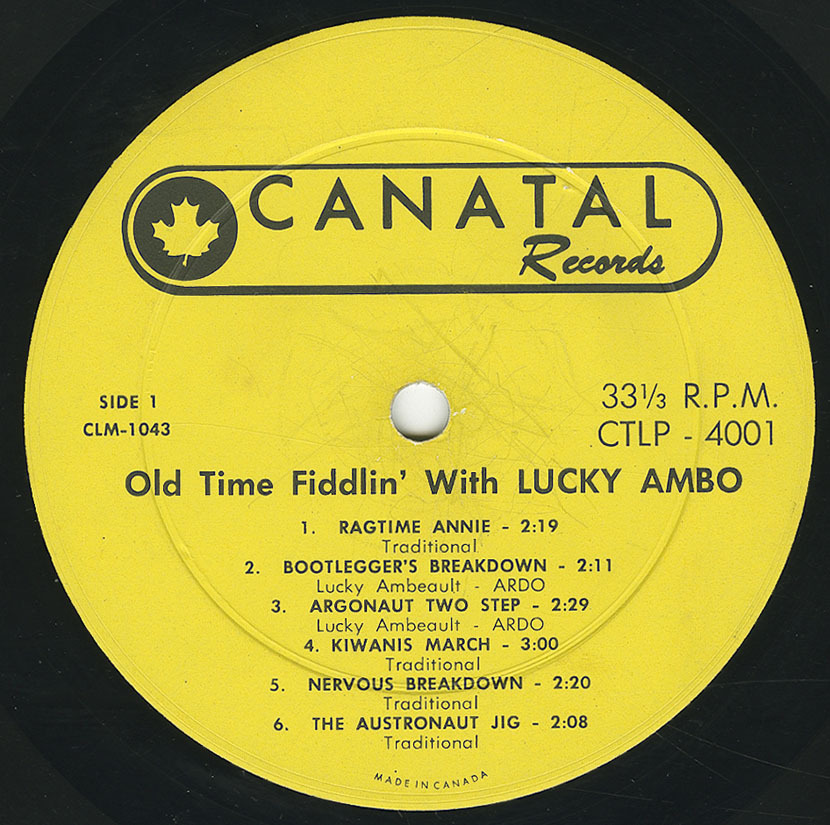 CANATAL
Records
SIDE 1
CLM-1043
33⅓ R.P.M.
CTLP - 4001
Old Time Fiddlin' With LUCKY AMBO
1. RAGTIME ANNIE - 2:19
Traditional
2. BOOTLEGGER'S BREAKDOWN - 2:11
Lucky Ambeault - ARDO
3. ARGONAUT TWO STEP - 2:29
Lucky Ambeault - ARDO
4. KIWANIS MARCH - 3:00
Traditional
5. NERVOUS BREAKDOWN - 2:20
Traditional
6. THE AUSTRONAUT JIG - 2:08
Traditional
MADE IN CANADA